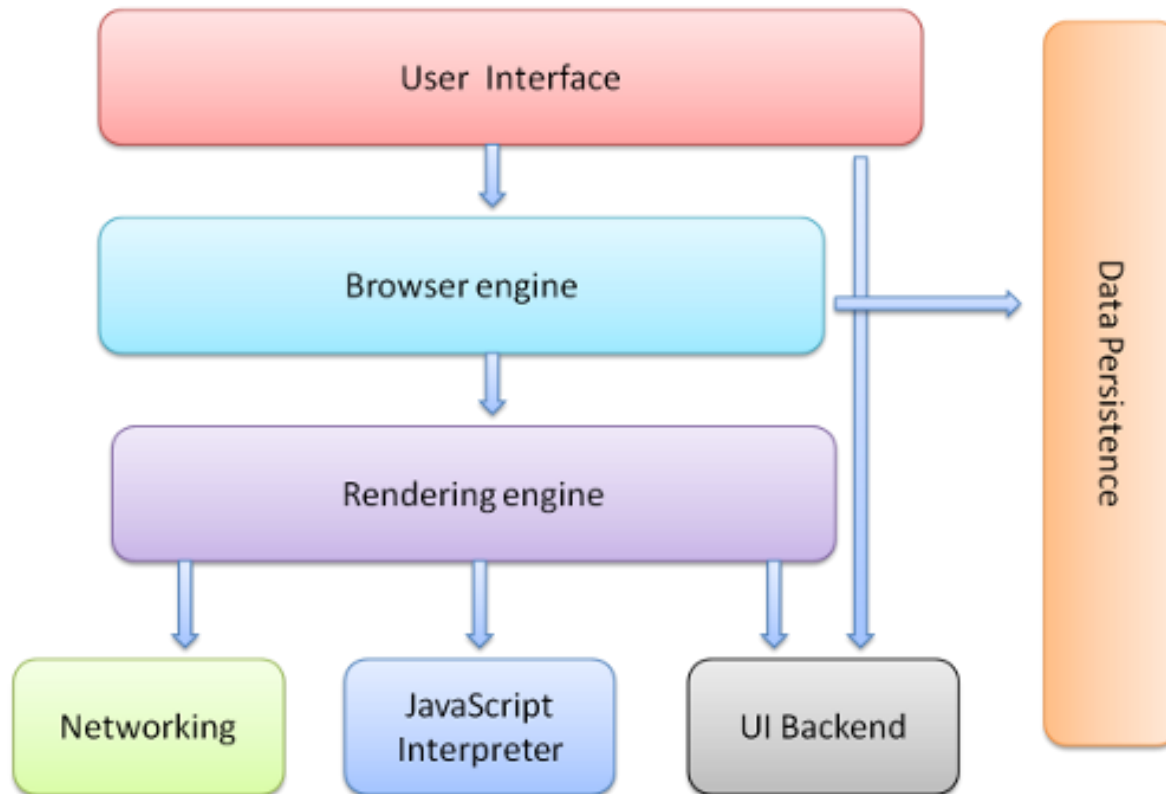 User Interface
Browser engine
Data Persistence
Rendering engine
Networking
JavaScript
Interpreter
UI Backend